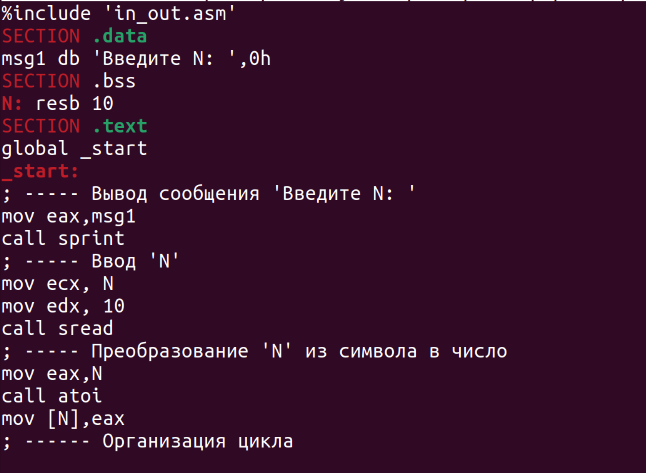 %include 'in_out.asm'
SECTION .data
msg1 db 'Введите N: ',0h
SECTION .bss
N: resb 10
SECTION .text
global _start
_start:
; ----- Вывод сообщения 'Введите N: '
mov eax,msg1
call sprint
; ----- Ввод 'N'
mov ecx, N
mov edx, 10
call sread
; ----- Преобразование 'N' из символа в число
mov eax,N
call atoi
mov [N],eax
; ------ Организация цикла